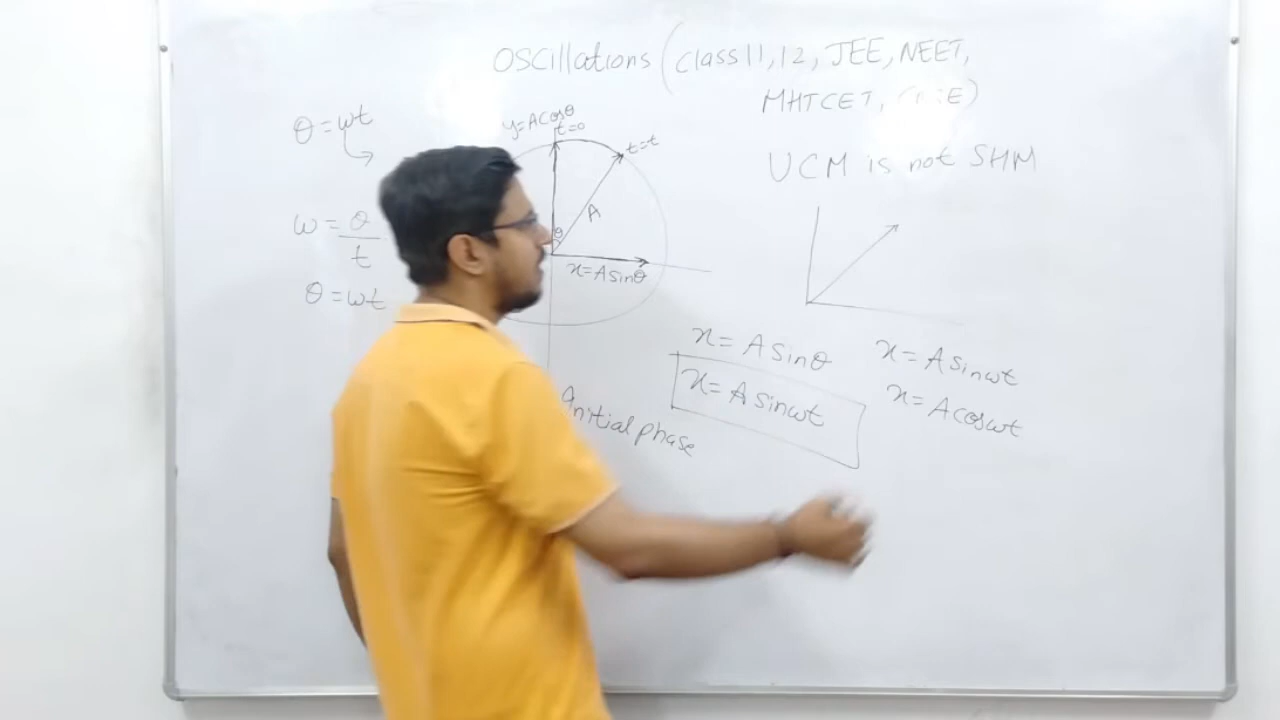 OSCillations (Class 11, 12, JEE, NEET,
MHTCET,
UCM is not SHM
θ = ωt
ω = θ/t
θ = ωt
y = A cosθ
t=0
t=t
A
θ
x = A sinθ
x = A sinθ
x = A sinωt
x = A sinωt
x = A cosωt
Initial phase